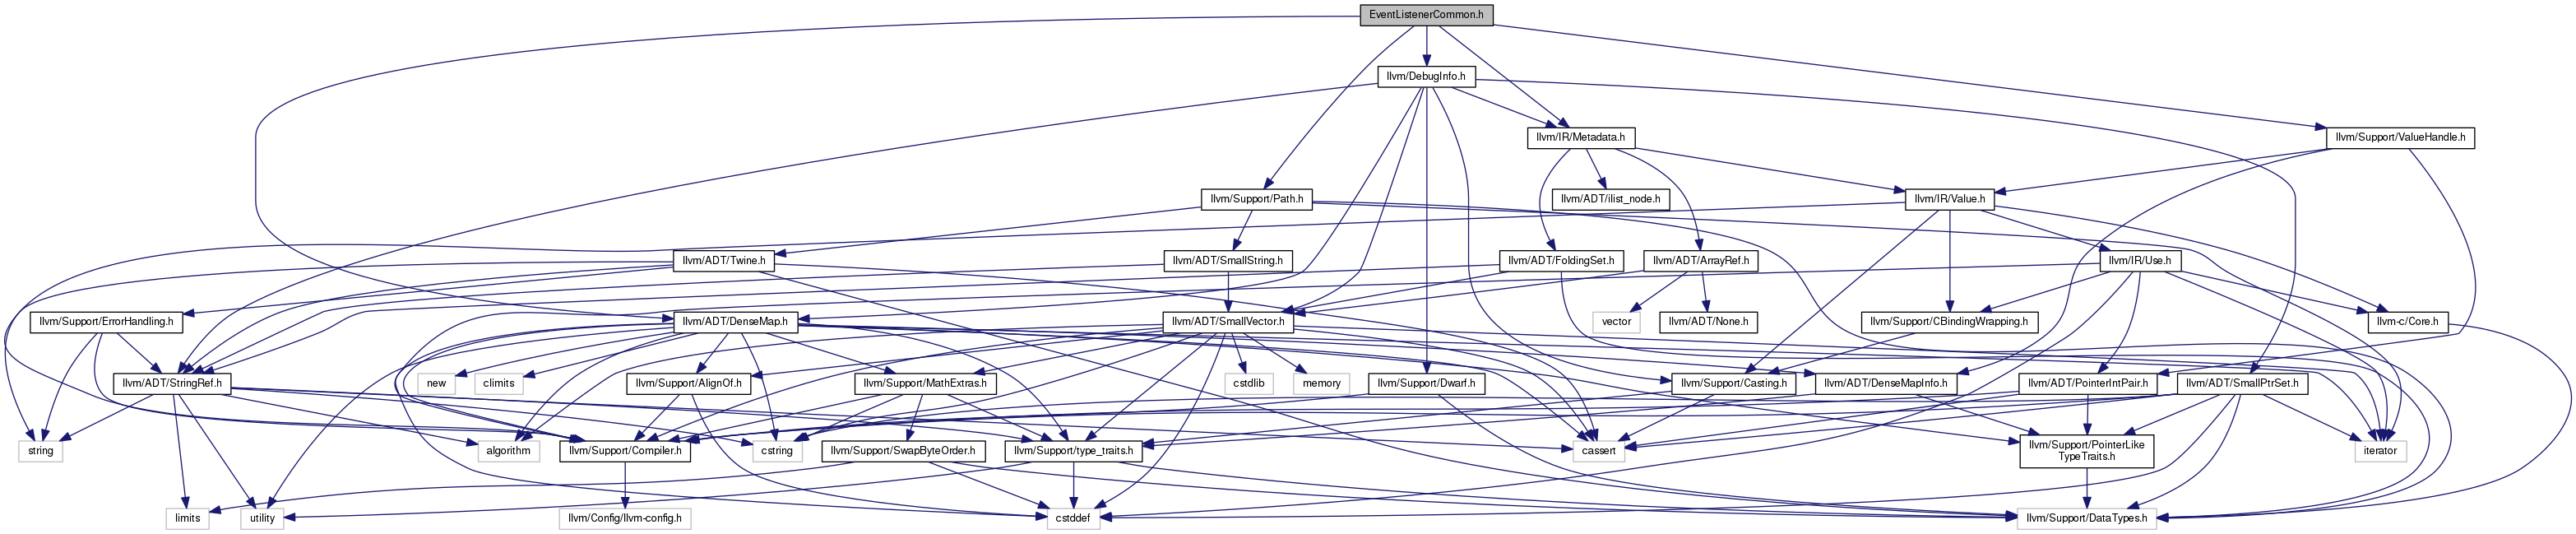 EventListenerCommon.h
llvm/DebugInfo.h
llvm/IR/Metadata.h
llvm/Support/ValueHandle.h
llvm/Support/Path.h
llvm/ADT/ilist_node.h
llvm/IR/Value.h
llvm/ADT/Twine.h
llvm/ADT/SmallString.h
llvm/ADT/FoldingSet.h
llvm/ADT/ArrayRef.h
llvm/IR/Use.h
llvm/Support/ErrorHandling.h
llvm/ADT/DenseMap.h
llvm/ADT/SmallVector.h
vector
llvm/ADT/None.h
llvm/Support/CBindingWrapping.h
llvm-c/Core.h
llvm/ADT/StringRef.h
new
climits
llvm/Support/AlignOf.h
llvm/Support/MathExtras.h
cstdlib
memory
llvm/Support/Dwarf.h
llvm/Support/Casting.h
llvm/ADT/DenseMapInfo.h
llvm/ADT/PointerIntPair.h
llvm/ADT/SmallPtrSet.h
string
algorithm
llvm/Support/Compiler.h
cstring
llvm/Support/SwapByteOrder.h
llvm/Support/type_traits.h
cassert
llvm/Support/PointerLike
TypeTraits.h
iterator
limits
utility
llvm/Config/llvm-config.h
cstddef
llvm/Support/DataTypes.h